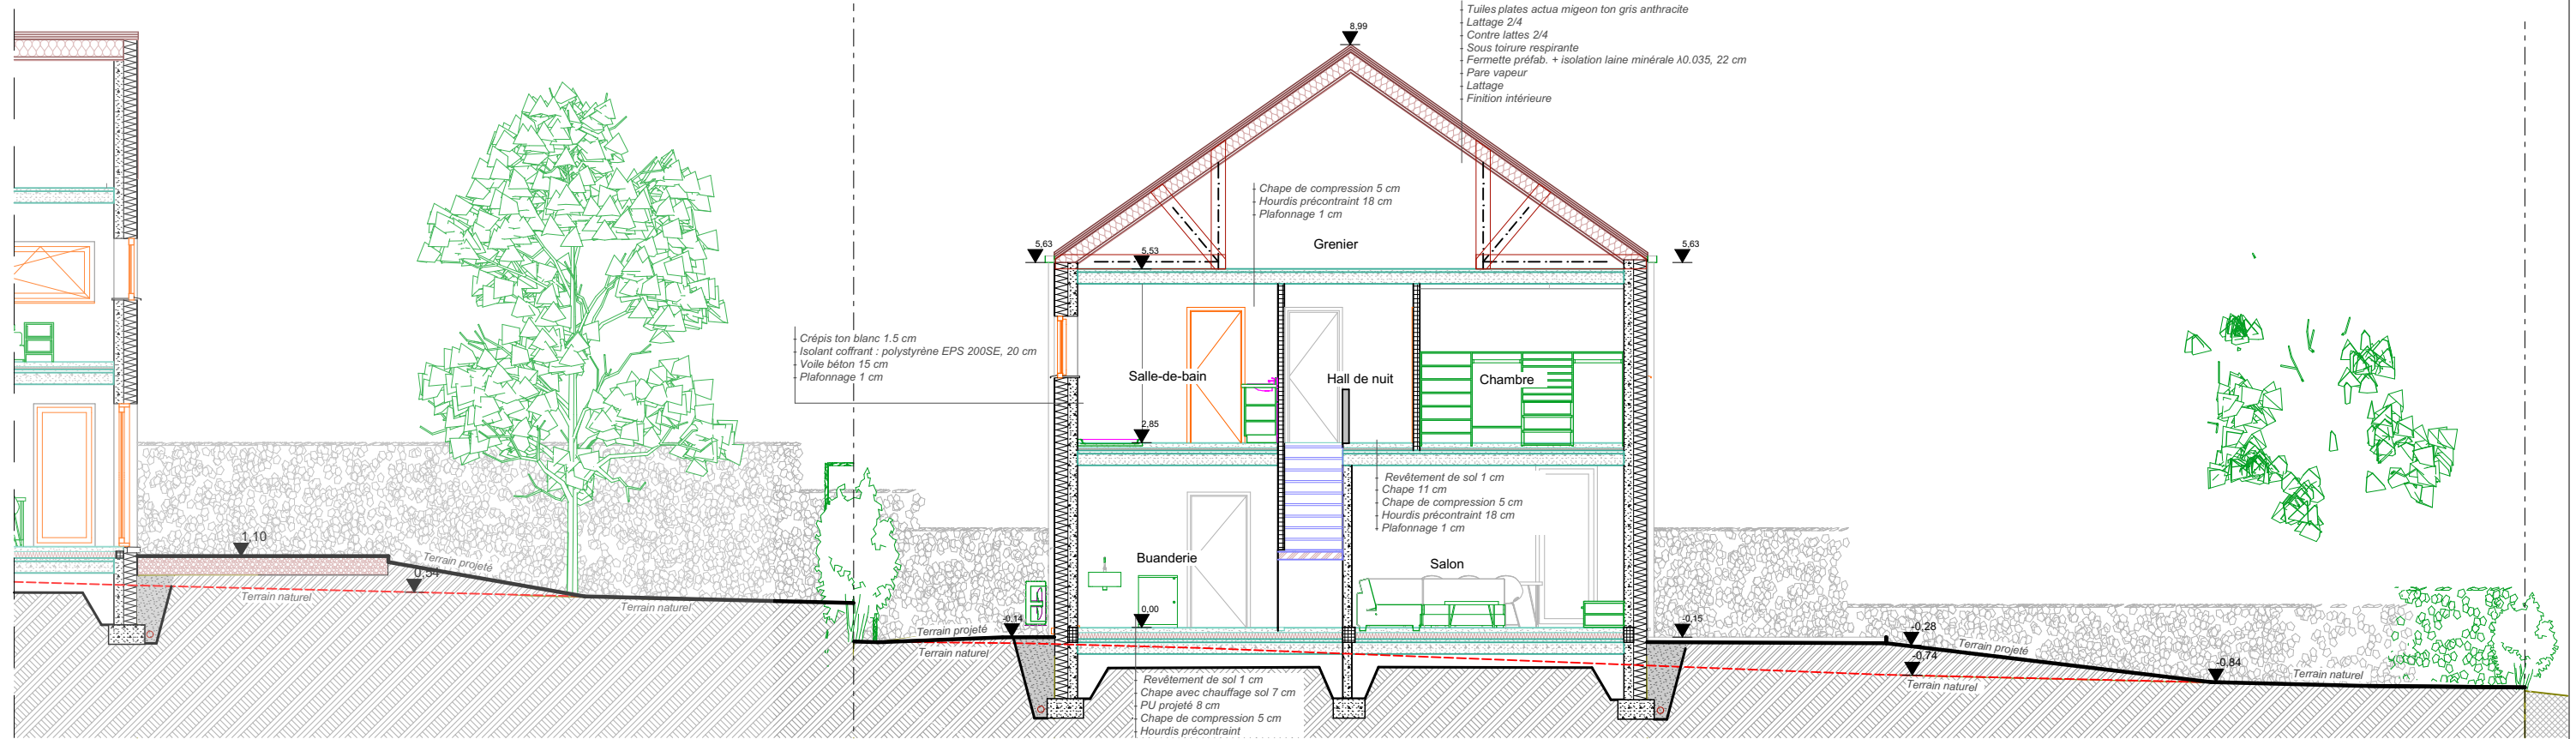 Tuiles plates actua migeon ton gris anthracite
Lattage 2/4
Contre lattes 2/4
Sous toirure respirante
Fermette préfab. + isolation laine minérale λ0.035, 22 cm
Pare vapeur
Lattage
Finition intérieure
8,99
Chape de compression 5 cm
Hourdis précontraint 18 cm
Plafonnage 1 cm
Grenier
5,63
5,53
5,63
Crépis ton blanc 1.5 cm
Isolant coffrant : polystyrène EPS 200SE, 20 cm
Voile béton 15 cm
Plafonnage 1 cm
Salle-de-bain
Hall de nuit
Chambre
2,85
Revêtement de sol 1 cm
Chape 11 cm
Chape de compression 5 cm
Hourdis précontraint 18 cm
Plafonnage 1 cm
1,10
Terrain projeté
0,54
Terrain naturel
Terrain naturel
Buanderie
Salon
0,00
-0,14
Terrain projeté
Terrain naturel
-0,15
-0,28
Terrain projeté
-0,74
Terrain naturel
-0,84
Terrain naturel
Revêtement de sol 1 cm
Chape avec chauffage sol 7 cm
PU projeté 8 cm
Chape de compression 5 cm
Hourdis précontraint